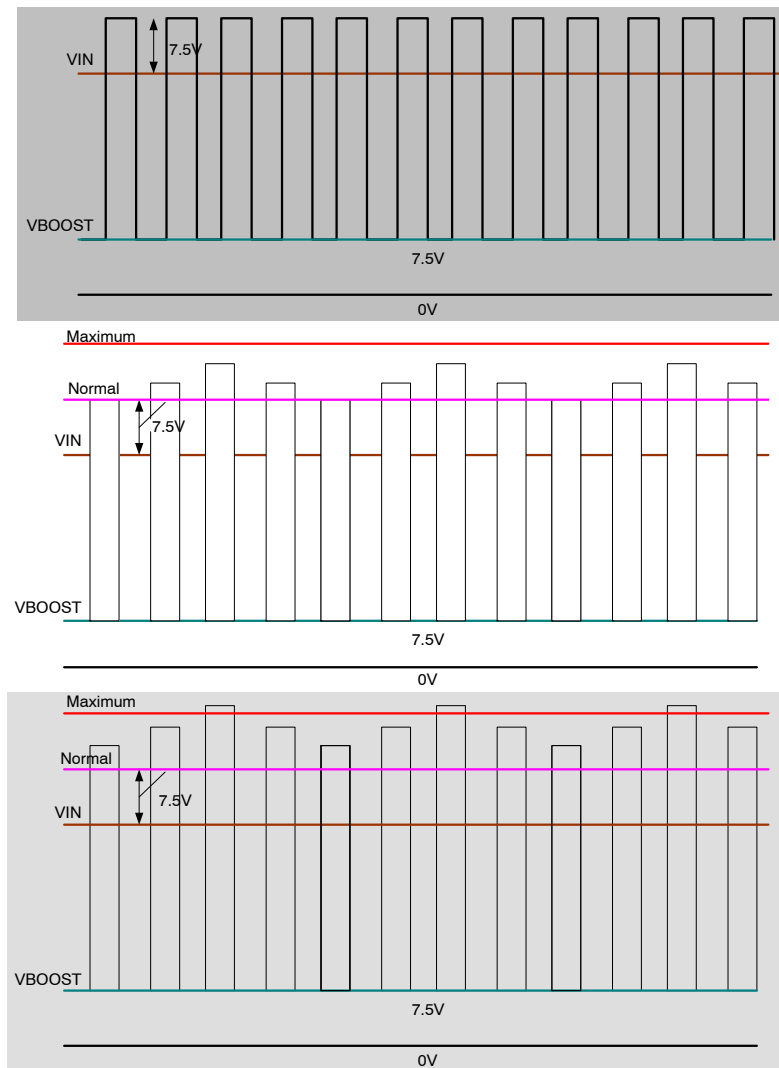 7.5V
VIN
VBOOST
7.5V
0V
Maximum
Normal
7.5V
VIN
VBOOST
7.5V
0V
Maximum
Normal
7.5V
VIN
VBOOST
7.5V
0V